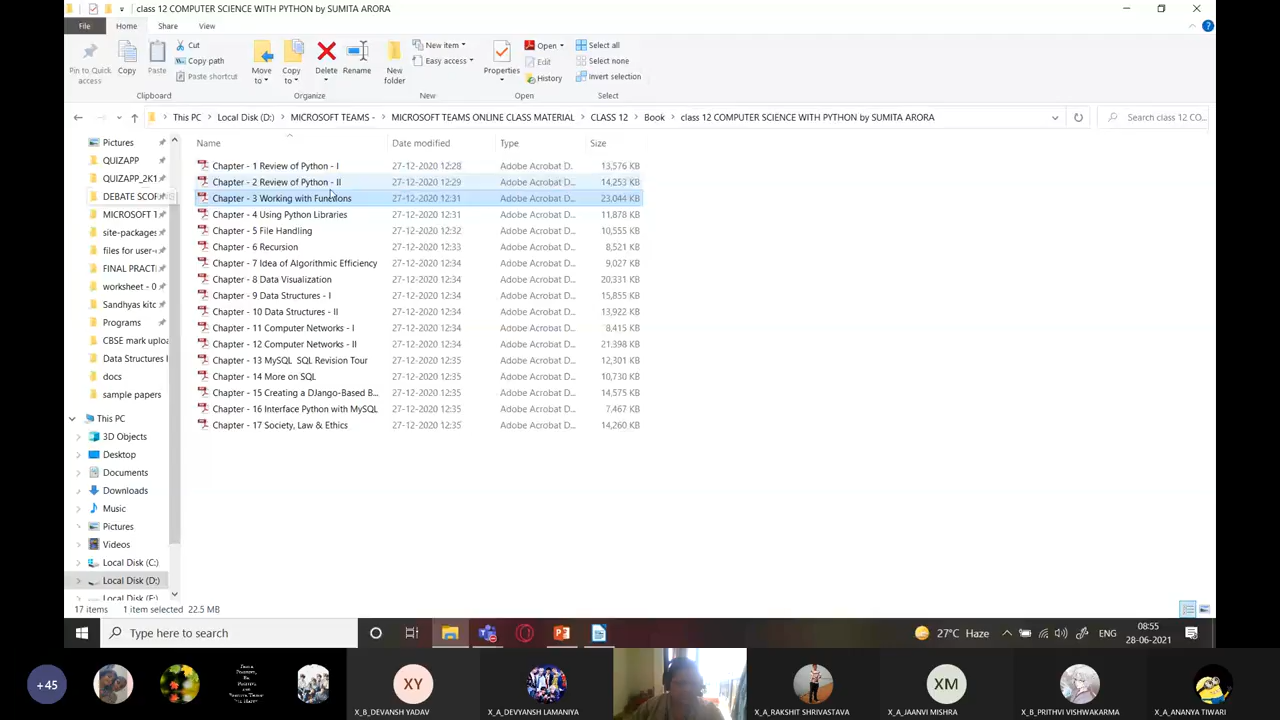 class 12 COMPUTER SCIENCE WITH PYTHON by SUMITA ARORA
File Home Share View
Pin to Quick access
Copy
Paste
Cut
Copy path
Paste shortcut
Clipboard
Move to
Copy to
Delete
Rename
Organize
New folder
New item
Easy access
New
Properties
Open
Edit
History
Open
Select all
Select none
Invert selection
Select
This PC > Local Disk (D:) > MICROSOFT TEAMS - > MICROSOFT TEAMS ONLINE CLASS MATERIAL > CLASS 12 > Book > class 12 COMPUTER SCIENCE WITH PYTHON by SUMITA ARORA
Search class 12 CO...
Pictures
QUIZAPP
QUIZAPP_2K1
DEBATE SCOR
MICROSOFT T
site-packages
files for user-
FINAL PRACT
worksheet - 0
Sandhyas kitc
Programs
CBSE mark uploa
Data Structures
docs
sample papers
This PC
3D Objects
Desktop
Documents
Downloads
Music
Pictures
Videos
Local Disk (C:)
Local Disk (D:)
Local Disk (E:)
Name Date modified Type Size
Chapter - 1 Review of Python - I 27-12-2020 12:28 Adobe Acrobat D. 13,576 KB
Chapter - 2 Review of Python - II 27-12-2020 12:29 Adobe Acrobat D... 14,253 KB
Chapter - 3 Working with Functions 27-12-2020 12:31 Adobe Acrobat D... 23,044 KB
Chapter - 4 Using Python Libraries 27-12-2020 12:31 Adobe Acrobat D... 11,878 KB
Chapter - 5 File Handling 27-12-2020 12:32 Adobe Acrobat D... 10,555 KB
Chapter - 6 Recursion 27-12-2020 12:33 Adobe Acrobat D... 8,521 KB
Chapter - 7 Idea of Algorithmic Efficiency 27-12-2020 12:34 Adobe Acrobat D... 9,027 KB
Chapter - 8 Data Visualization 27-12-2020 12:34 Adobe Acrobat D... 20,331 KB
Chapter - 9 Data Structures - I 27-12-2020 12:34 Adobe Acrobat D... 15,855 KB
Chapter - 10 Data Structures - II 27-12-2020 12:34 Adobe Acrobat D... 13,922 KB
Chapter - 11 Computer Networks - I 27-12-2020 12:34 Adobe Acrobat D... 8,415 KB
Chapter - 12 Computer Networks - II 27-12-2020 12:34 Adobe Acrobat D... 21,398 KB
Chapter - 13 MySQL SQL Revision Tour 27-12-2020 12:35 Adobe Acrobat D... 12,301 KB
Chapter - 14 More on SQL 27-12-2020 12:35 Adobe Acrobat D... 10,730 KB
Chapter - 15 Creating a DJango-Based B... 27-12-2020 12:35 Adobe Acrobat D... 14,575 KB
Chapter - 16 Interface Python with MySQL 27-12-2020 12:35 Adobe Acrobat D... 7,467 KB
Chapter - 17 Society, Law & Ethics 27-12-2020 12:35 Adobe Acrobat D... 14,260 KB
17 items 1 item selected 22.5 MB
Type here to search
27°C Haze
ENG
08:55
28-06-2021
+45
XY
XM
X_B_DEVANSH YADAV
X_A_DEVYANSH LAMANIYA
X_A_RAKSHIT SHRIVASTAVA
X_A_JAANVI MISHRA
X_B_PRITHVI VISHWAKARMA
X_A_ANANYA TIWARI